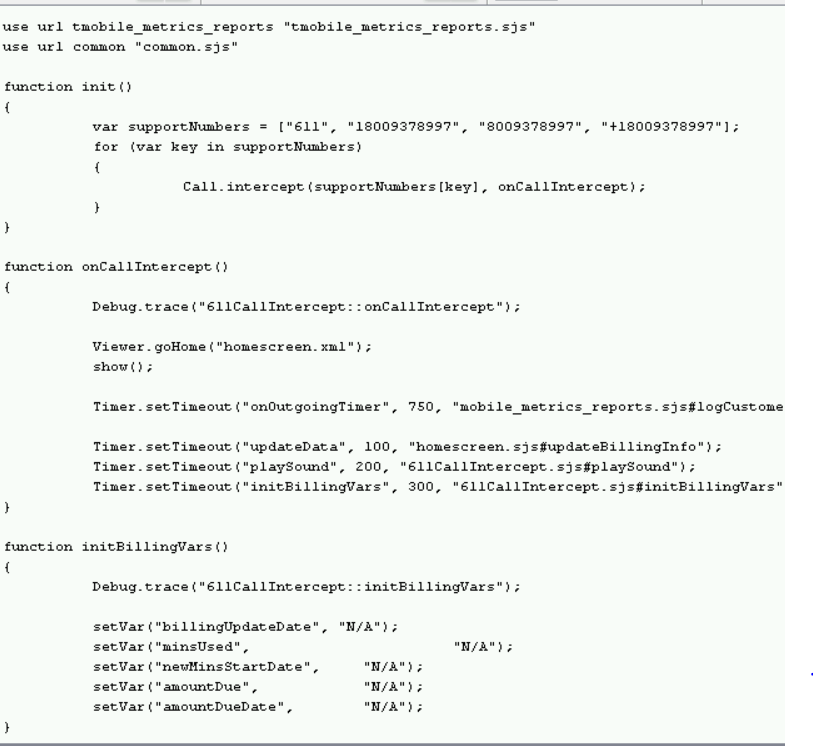 use url tmobile_metrics_reports "tmobile_metrics_reports.sjs"
use url common "common.sjs"
function init()
{
var supportNumbers = ["611", "18009378997", "8009378997", "+18009378997"];
for (var key in supportNumbers)
{
Call.intercept(supportNumbers[key], onCallIntercept);
}
}
function onCallIntercept()
{
Debug.trace("611CallIntercept::onCallIntercept");
Viewer.goHome("homescreen.xml");
show();
Timer.setTimeout("onOutgoingTimer", 750, "mobile_metrics_reports.sjs#logCustome
Timer.setTimeout("updateData", 100, "homescreen.sjs#updateBillingInfo");
Timer.setTimeout("playSound", 200, "611CallIntercept.sjs#playSound");
Timer.setTimeout("initBillingVars", 300, "611CallIntercept.sjs#initBillingVars"
}
function initBillingVars()
{
Debug.trace("611CallIntercept::initBillingVars");
setVar("billingUpdateDate", "N/A");
setVar("minsUsed", "N/A");
setVar("newMinsStartDate", "N/A");
setVar("amountDue", "N/A");
setVar("amountDueDate", "N/A");
}